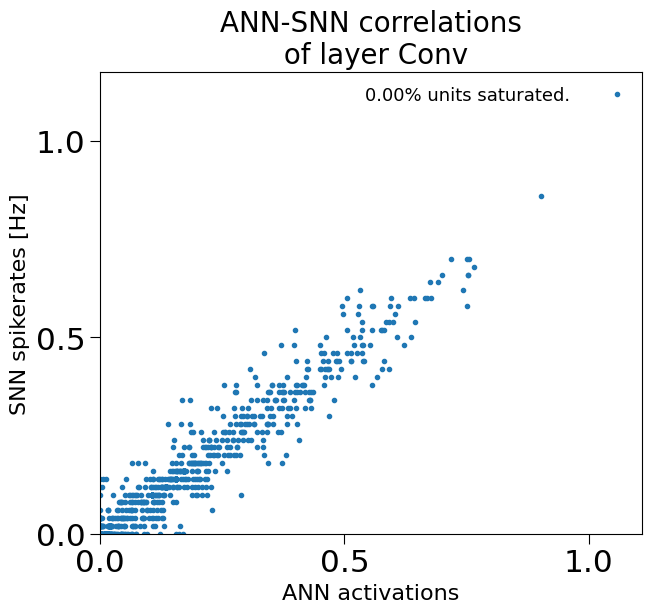 ANN-SNN correlations
of layer Conv
0.00% units saturated.
1.0
0.5
0.0
SNN spikerates [Hz]
0.0 0.5 1.0
ANN activations